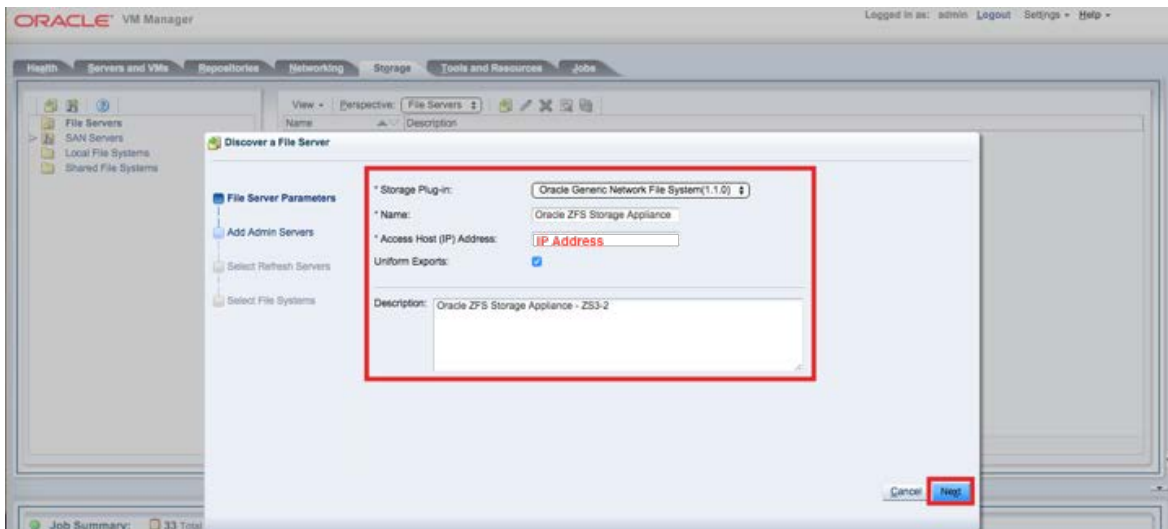 ORACLE VM Manager
Logged in as: admin Logout Settings Help
Health Servers and VMs Repositories Networking Storage Tools and Resources Jobs
View Perspective: File Servers
File Servers
SAN Servers
Local File Systems
Shared File Systems
Name Description
Discover a File Server
File Server Parameters
Add Admin Servers
Select Refresh Servers
Select File Systems
* Storage Plug-in: Oracle Generic Network File System(1.1.0)
* Name: Oracle ZFS Storage Appliance
* Access Host (IP) Address: IP Address
Uniform Exports:
Description: Oracle ZFS Storage Appliance - ZS3-2
Cancel Next
Job Summary: 33 Total